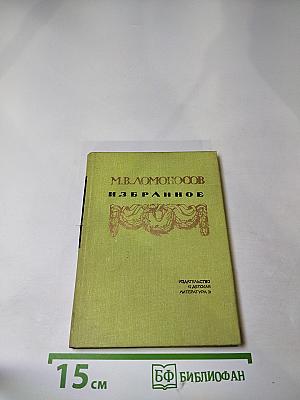 М.В.ЛОМОНОСОВ
ИЗБРАННОЕ
ИЗДАТЕЛЬСТВО
« ДЕТСКАЯ
ЛИТЕРАТУРА »
15 см
БФ БИБЛИОФАН